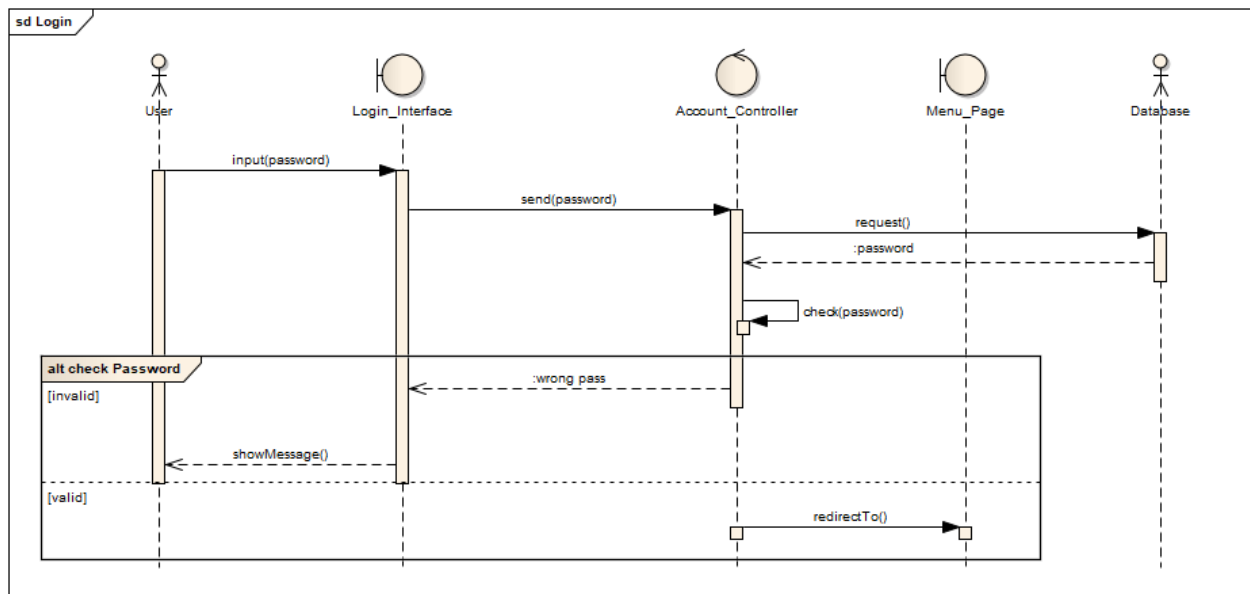 sd Login
User
Login_Interface
Account_Controller
Menu_Page
Database
input(password)
send(password)
request()
:password
check(password)
alt check Password
:wrong pass
[invalid]
showMessage()
[valid]
redirectTo()